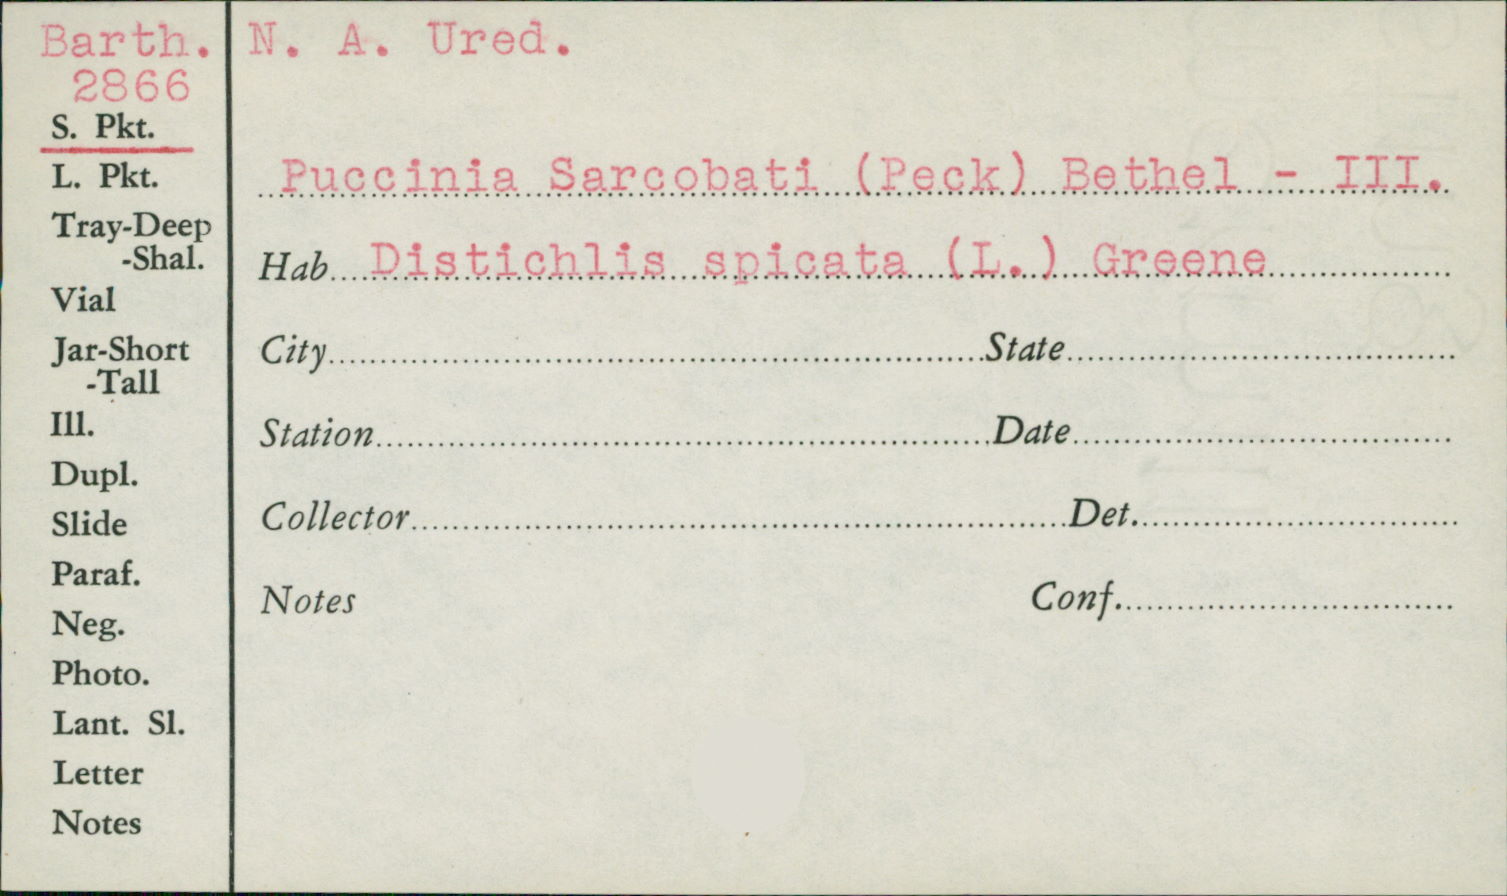 Barth. N. A. Ured.
2866
S. Pkt.
L. Pkt.
Tray-Deep
-Shal.
Vial
Jar-Short
-Tall
Ill.
Dupl.
Slide
Paraf.
Neg.
Photo.
Lant. Sl.
Letter
Notes
Puccinia Sarcobati (Peck) Bethel - III.
Hab. Distichlis spicata (L.) Greene
City State
Station Date
Collector Det.
Notes Conf.